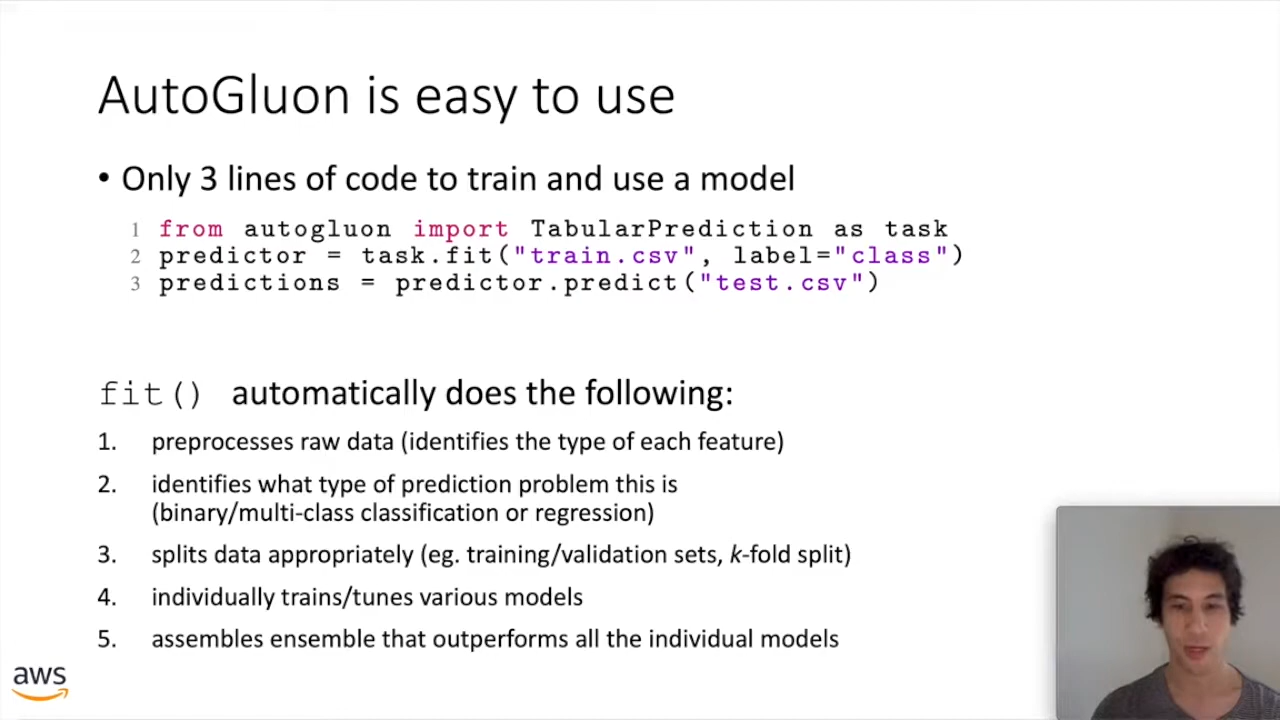 AutoGluon is easy to use
• Only 3 lines of code to train and use a model
1 from autogluon import TabularPrediction as task
2 predictor = task.fit("train.csv", label="class")
3 predictions = predictor.predict("test.csv")
fit() automatically does the following:
1. preprocesses raw data (identifies the type of each feature)
2. identifies what type of prediction problem this is
(binary/multi-class classification or regression)
3. splits data appropriately (eg. training/validation sets, k-fold split)
4. individually trains/tunes various models
5. assembles ensemble that outperforms all the individual models
aws